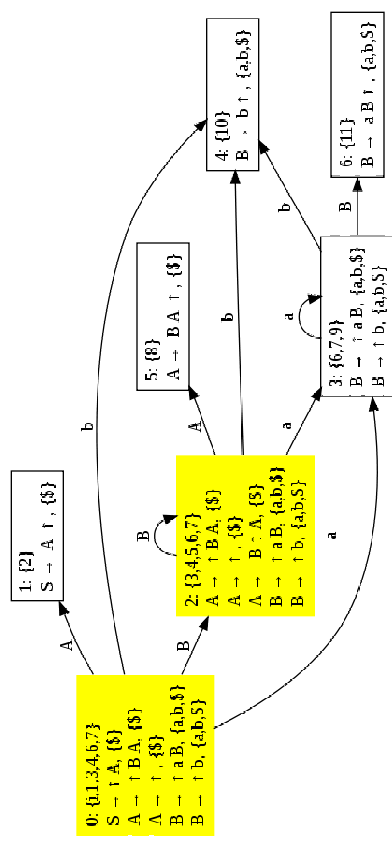 0: {i,1,3,4,6,7}
S → ↑ A, {$}
A → ↑ B A, {$}
A → ↑ , {$}
B → ↑ a B, {a,b,$}
B → ↑ b, {a,b,$}
A
b
B
a
1: {2}
S → A ↑ , {$}
2: {3,4,5,6,7}
A → ↑ B A, {$}
A → ↑ , {$}
A → B ↑ A, {$}
B → ↑ a B, {a,b,$}
B → ↑ b, {a,b,$}
B
A
b
a
5: {8}
A → B A ↑ , {$}
3: {6,7,9}
B → ↑ a B, {a,b,$}
B → ↑ b, {a,b,$}
a
b
B
4: {10}
B → b ↑ , {a,b,$}
6: {11}
B → a B ↑ , {a,b,$}